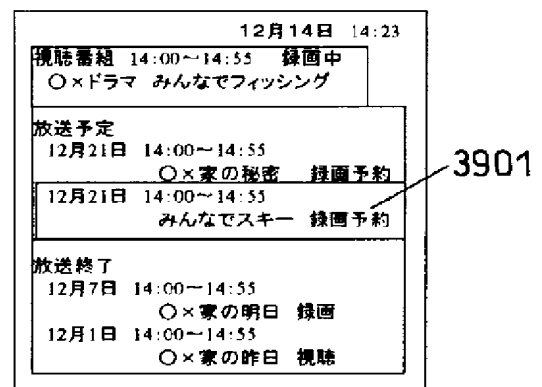 12月14日 14:23
視聴番組 14:00~14:55 録画中
○×ドラマ みんなでフィッシング
放送予定
12月21日 14:00~14:55
○×家の秘密 録画予約
12月21日 14:00~14:55
みんなでスキー 録画予約
3901
放送終了
12月7日 14:00~14:55
○×家の明日 録画
12月1日 14:00~14:55
○×家の昨日 視聴